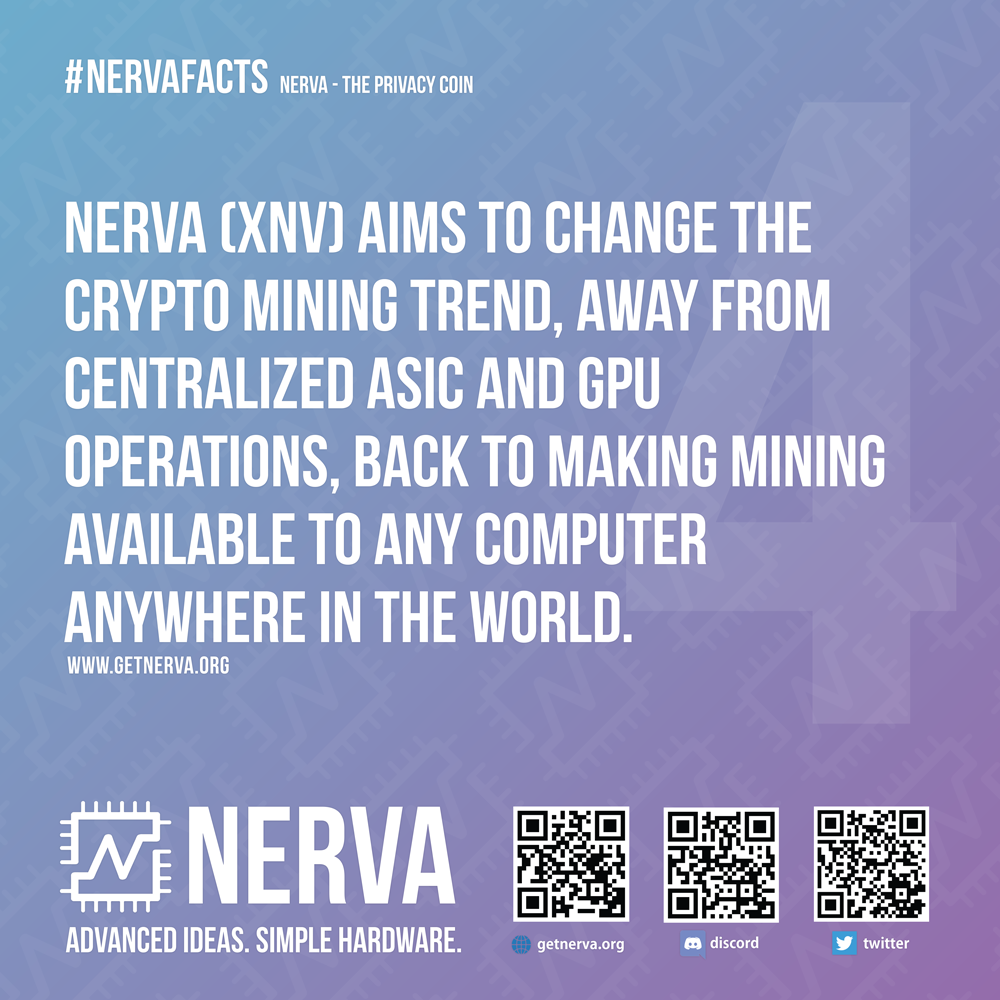 #NERVAFACTS NERVA - THE PRIVACY COIN
4
NERVA (XNV) AIMS TO CHANGE THE
CRYPTO MINING TREND, AWAY FROM
CENTRALIZED ASIC AND GPU
OPERATIONS, BACK TO MAKING MINING
AVAILABLE TO ANY COMPUTER
ANYWHERE IN THE WORLD.
WWW.GETNERVA.ORG
NERVA
ADVANCED IDEAS. SIMPLE HARDWARE.
getnerva.org
discord
twitter